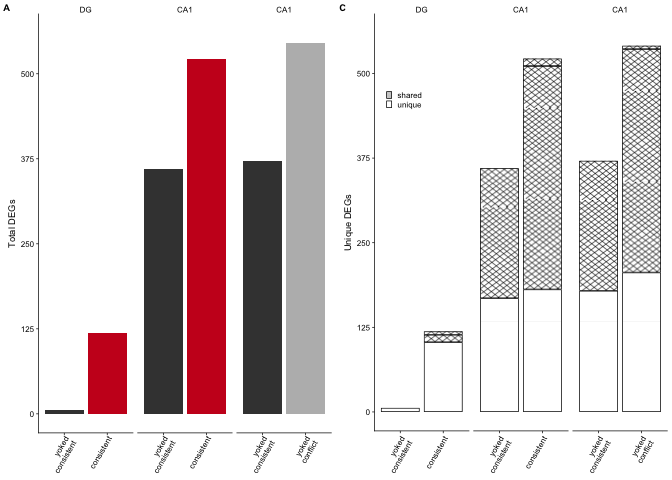 A
DG
CA1
CA1
Total DEGs
500
375
250
125
0
yoked
consistent
consistent
yoked
consistent
consistent
yoked
consistent
yoked
conflict
C
DG
CA1
CA1
Unique DEGs
500
375
250
125
0
shared
unique
yoked
consistent
consistent
yoked
consistent
consistent
yoked
consistent
yoked
conflict